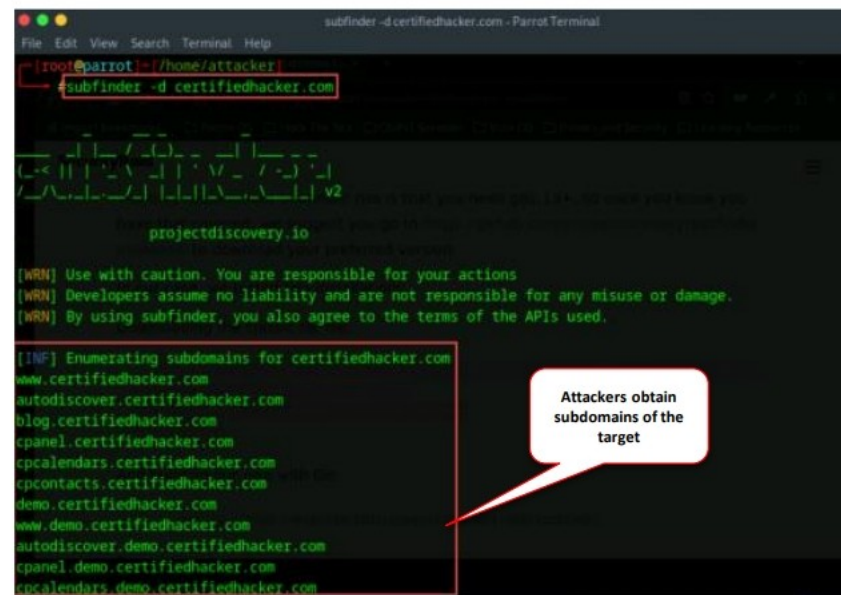 subfinder -d certifiedhacker.com - Parrot Terminal
File Edit View Search Terminal Help
[root@parrot]-[/home/attacker]
#subfinder -d certifiedhacker.com
v2
projectdiscovery.io
[WRN] Use with caution. You are responsible for your actions
[WRN] Developers assume no liability and are not responsible for any misuse or damage.
[WRN] By using subfinder, you also agree to the terms of the APIs used.
[INF] Enumerating subdomains for certifiedhacker.com
www.certifiedhacker.com
autodiscover.certifiedhacker.com
blog.certifiedhacker.com
cpanel.certifiedhacker.com
cpcalendars.certifiedhacker.com
cpcontacts.certifiedhacker.com
demo.certifiedhacker.com
www.demo.certifiedhacker.com
autodiscover.demo.certifiedhacker.com
cpanel.demo.certifiedhacker.com
cpcalendars.demo.certifiedhacker.com
Attackers obtain
subdomains of the
target